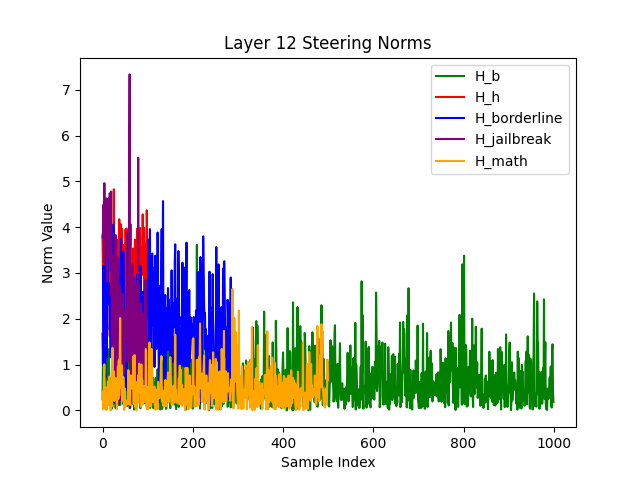 Layer 12 Steering Norms
H_b
H_h
H_borderline
H_jailbreak
H_math
Norm Value
7
6
5
4
3
2
1
0
0 200 400 600 800 1000
Sample Index